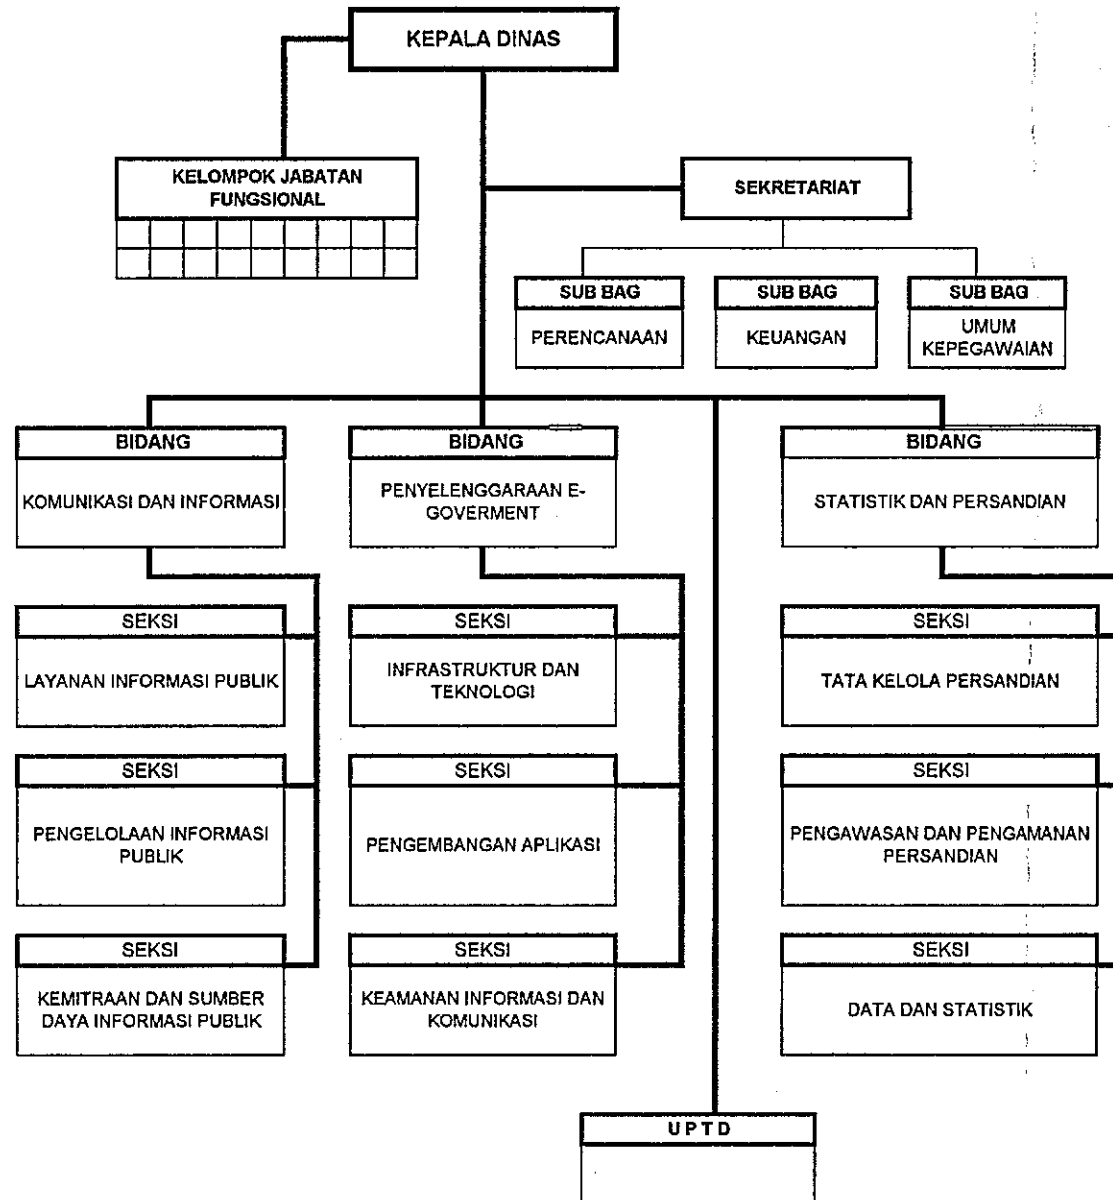 KEPALA DINAS
KELOMPOK JABATAN
FUNGSIONAL
SEKRETARIAT
SUB BAG
PERENCANAAN
SUB BAG
KEUANGAN
SUB BAG
UMUM
KEPEGAWAIAN
BIDANG
KOMUNIKASI DAN INFORMASI
BIDANG
PENYELENGGARAAN E-
GOVERMENT
BIDANG
STATISTIK DAN PERSANDIAN
SEKSI
LAYANAN INFORMASI PUBLIK
SEKSI
INFRASTRUKTUR DAN
TEKNOLOGI
SEKSI
TATA KELOLA PERSANDIAN
SEKSI
PENGELOLAAN INFORMASI
PUBLIK
SEKSI
PENGEMBANGAN APLIKASI
SEKSI
PENGAWASAN DAN PENGAMANAN
PERSANDIAN
SEKSI
KEMITRAAN DAN SUMBER
DAYA INFORMASI PUBLIK
SEKSI
KEAMANAN INFORMASI DAN
KOMUNIKASI
SEKSI
DATA DAN STATISTIK
U P T D